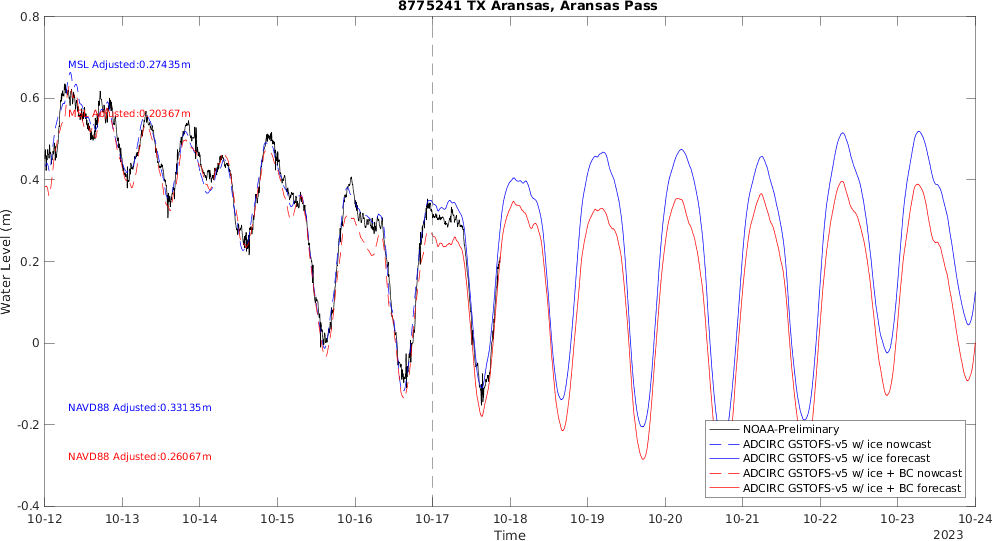 8775241 TX Aransas, Aransas Pass
0.8
0.6
0.4
0.2
0
-0.2
-0.4
Water Level (m)
MSL Adjusted:0.27435m
MSL Adjusted:0.20367m
NAVD88 Adjusted:0.33135m
NAVD88 Adjusted:0.26067m
NOAA-Preliminary
ADCIRC GSTOFS-v5 w/ ice nowcast
ADCIRC GSTOFS-v5 w/ ice forecast
ADCIRC GSTOFS-v5 w/ ice + BC nowcast
ADCIRC GSTOFS-v5 w/ ice + BC forecast
10-12 10-13 10-14 10-15 10-16 10-17 10-18 10-19 10-20 10-21 10-22 10-23 10-24
Time
2023